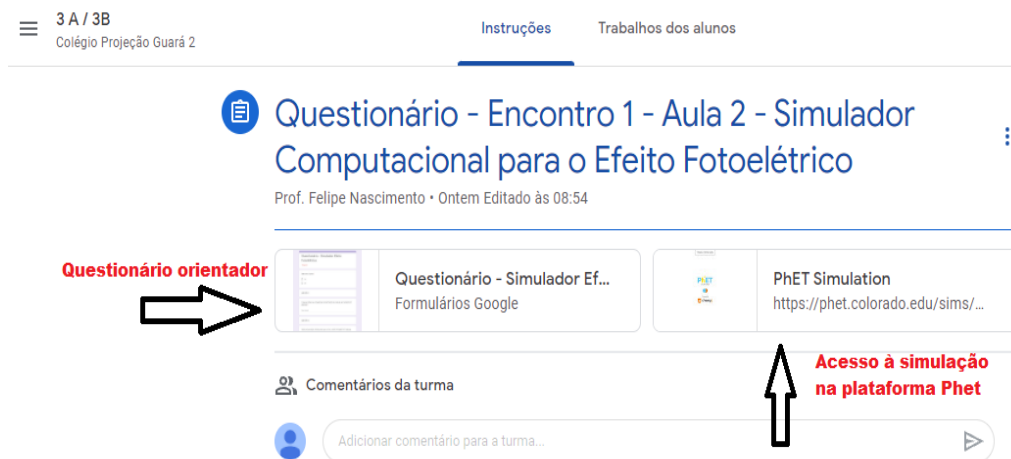 3 A / 3B
Colégio Projeção Guará 2
Instruções
Trabalhos dos alunos
Questionário - Encontro 1 - Aula 2 - Simulador
Computacional para o Efeito Fotoelétrico
Prof. Felipe Nascimento • Ontem Editado às 08:54
Questionário orientador
Questionário - Simulador Ef...
Formulários Google
PhET Simulation
https://phet.colorado.edu/sims/...
Acesso à simulação
na plataforma Phet
Comentários da turma
Adicionar comentário para a turma...